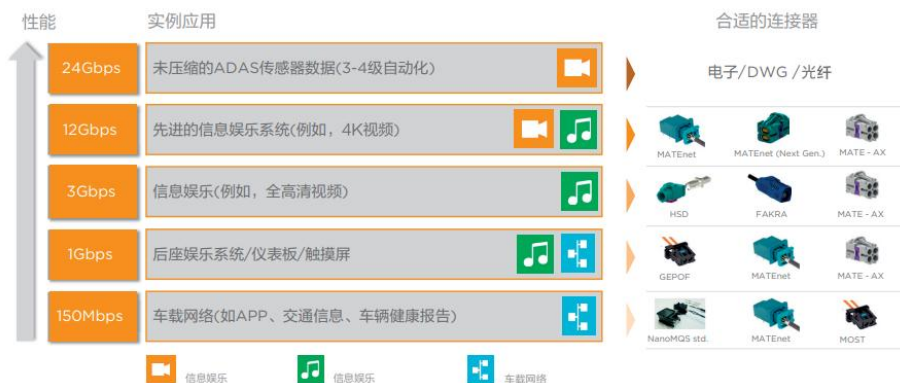 性能 实例应用 合适的连接器
24Gbps 未压缩的ADAS传感器数据(3-4级自动化) 电子/DWG /光纤
12Gbps 先进的信息娱乐系统(例如，4K视频)
MATEnet MATEnet (Next Gen.) MATE - AX
3Gbps 信息娱乐(例如，全高清视频)
HSD FAKRA MATE - AX
1Gbps 后座娱乐系统/仪表板/触摸屏
GEPOF MATEnet MATE - AX
150Mbps 车载网络(如APP、交通信息、车辆健康报告)
NanoMQS std. MATEnet MOST
信息娱乐 信息娱乐 车载网络